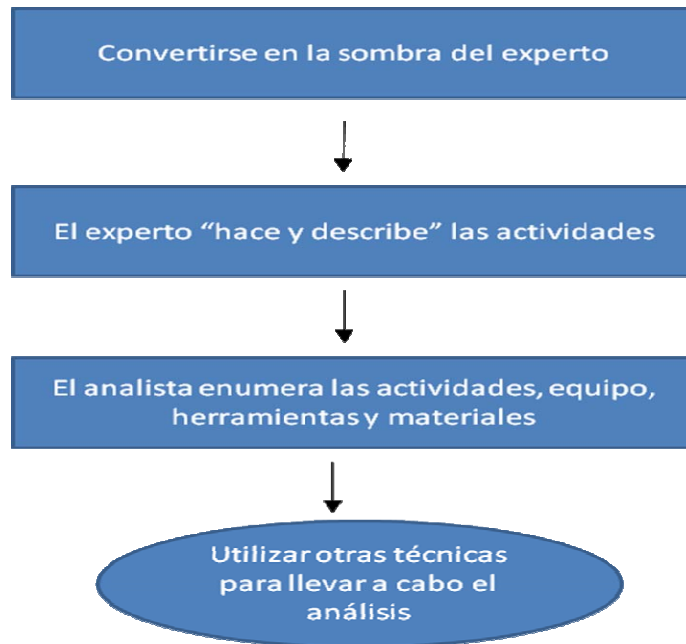 Convertirse en la sombra del experto
El experto “hace y describe” las actividades
El analista enumera las actividades, equipo,
herramientas y materiales
Utilizar otras técnicas
para llevar a cabo el
análisis